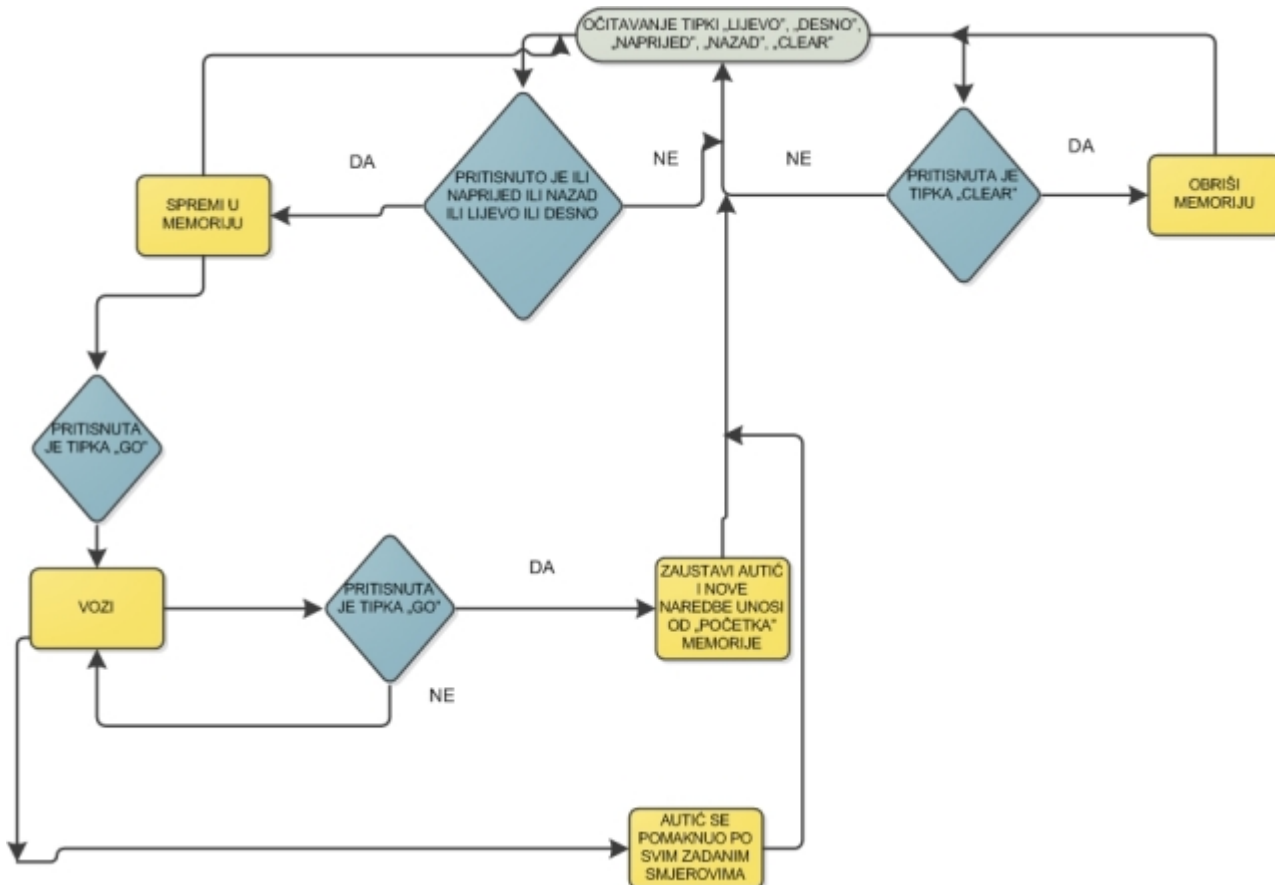 OČITAVANJE TIPKI „LIJEVO”, „DESNO”,
„NAPRIJED”, „NAZAD”, „CLEAR”
DA
PRITISNUTO JE ILI
NAPRIJED ILI NAZAD
ILI LIJEVO ILI DESNO
NE
NE
PRITISNUTA JE
TIPKA „CLEAR”
DA
OBRIŠI
MEMORIJU
SPREMI U
MEMORIJU
PRITISNUTA
JE TIPKA „GO”
VOZI
PRITISNUTA
JE TIPKA „GO”
DA
NE
ZAUSTAVI AUTIĆ
I NOVE
NAREDBE UNOSI
OD „POČETKA”
MEMORIJE
AUTIĆ SE
POMAKNUO PO
SVIM ZADANIM
SMJEROVIMA